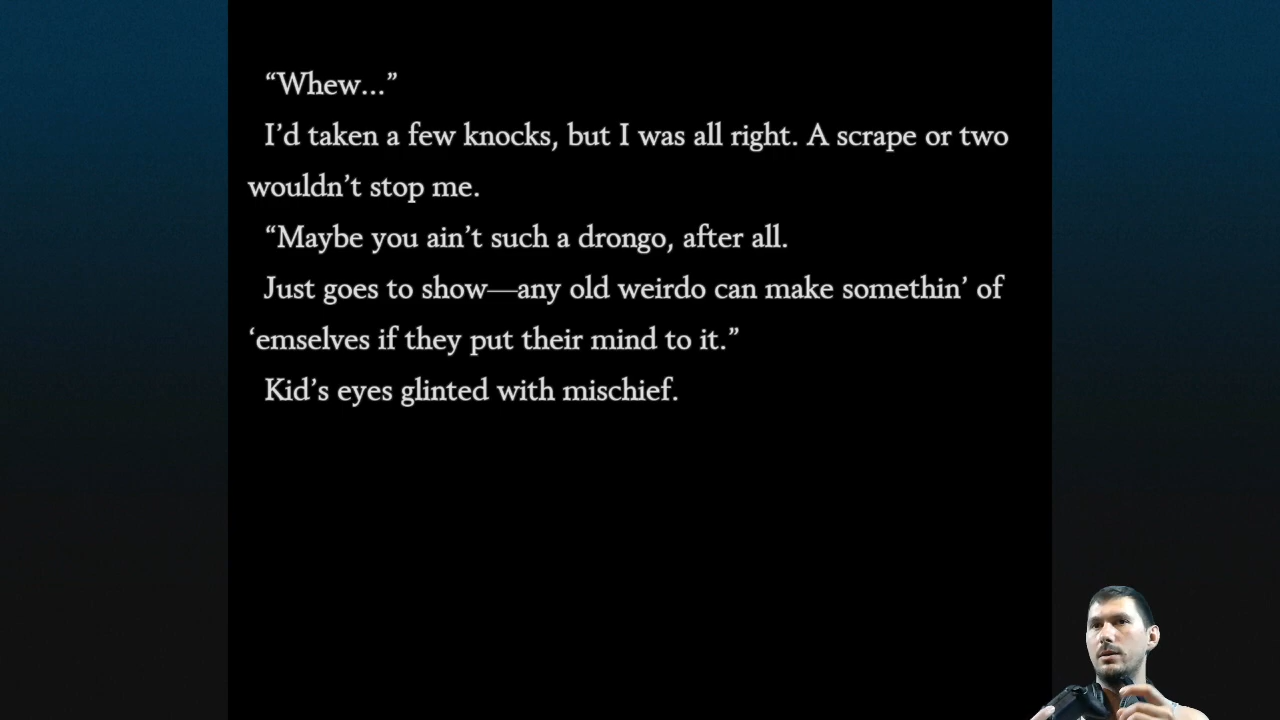 “Whew...”
I’d taken a few knocks, but I was all right. A scrape or two
wouldn’t stop me.
“Maybe you ain’t such a drongo, after all.
Just goes to show—any old weirdo can make somethin’ of
‘emselves if they put their mind to it.”
Kid’s eyes glinted with mischief.